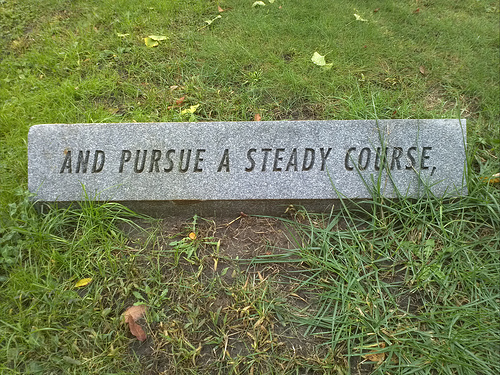 AND PURSUE A STEADY COURSE,